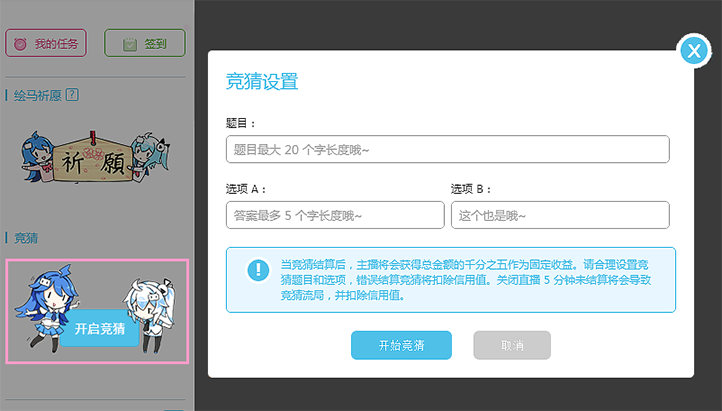 我的任务
签到
绘马祈愿 ?
祈願
竞猜
开启竞猜
X
竞猜设置
题目：
题目最大 20 个字长度哦~
选项 A：
选项 B：
答案最多 5 个字长度哦~
这个也是哦~
! 当竞猜结算后，主播将会获得总金额的千分之五作为固定收益。请合理设置竞
猜题目和选项，错误结算竞猜将扣除信用值。关闭直播 5 分钟未结算将会导致
竞猜流局，并扣除信用值。
开始竞猜
取消